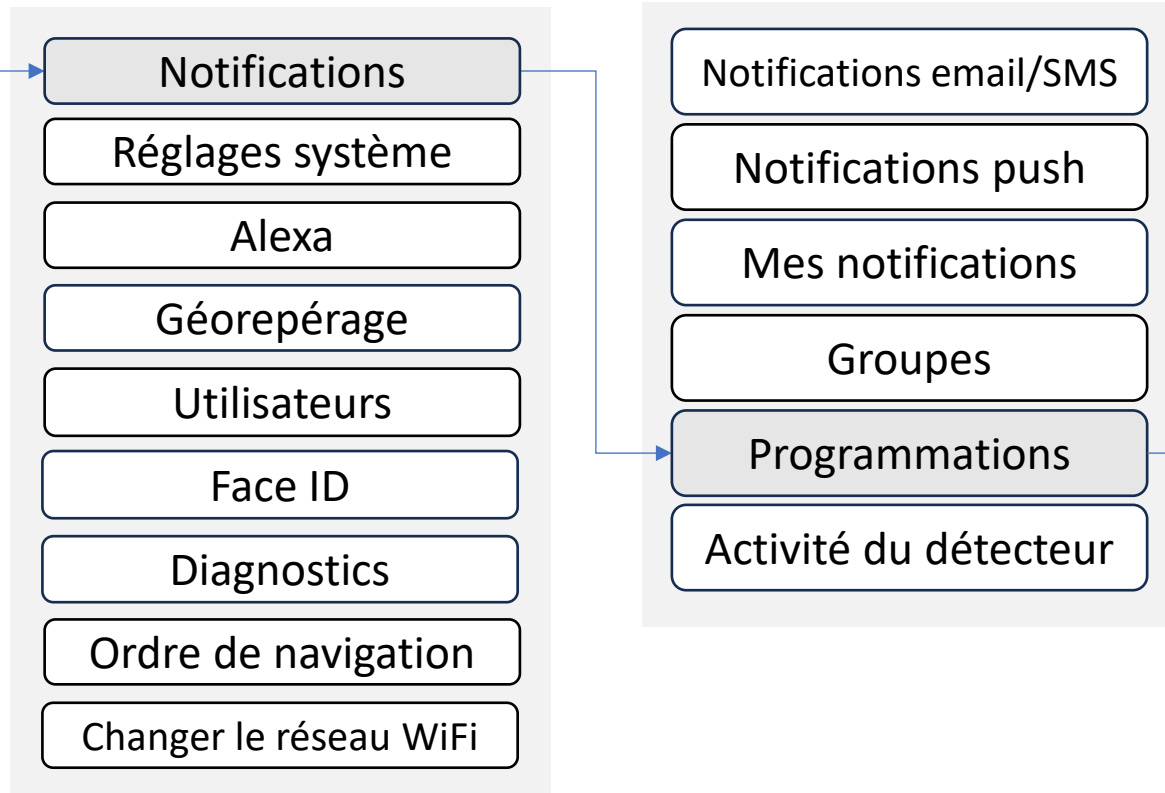 Notifications
Réglages système
Alexa
Géorepérage
Utilisateurs
Face ID
Diagnostics
Ordre de navigation
Changer le réseau WiFi
Notifications email/SMS
Notifications push
Mes notifications
Groupes
Programmations
Activité du détecteur